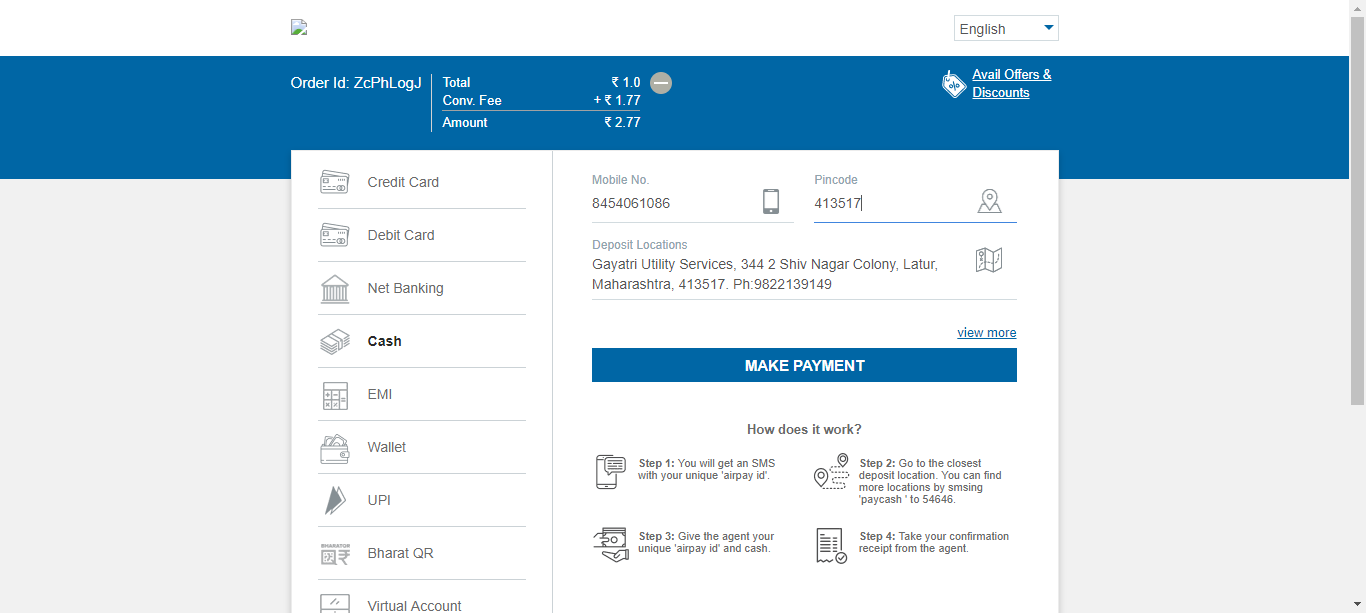 English
Order Id: ZcPhLogJ
Total ₹ 1.0
Conv. Fee + ₹ 1.77
Amount ₹ 2.77
Avail Offers &
Discounts
Credit Card
Debit Card
Net Banking
Cash
EMI
Wallet
UPI
BHARATQR
Bharat QR
Virtual Account
Mobile No.
8454061086
Pincode
413517
Deposit Locations
Gayatri Utility Services, 344 2 Shiv Nagar Colony, Latur,
Maharashtra, 413517. Ph:9822139149
view more
MAKE PAYMENT
How does it work?
Step 1: You will get an SMS
with your unique 'airpay id'.
Step 2: Go to the closest
deposit location. You can find
more locations by smsing
'paycash ' to 54646.
Step 3: Give the agent your
unique 'airpay id' and cash.
Step 4: Take your confirmation
receipt from the agent.